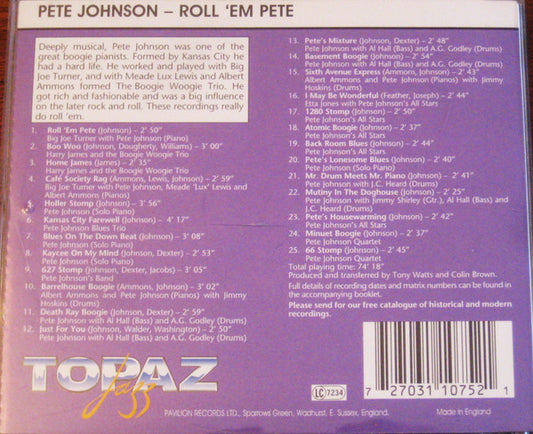 PETE JOHNSON – ROLL 'EM PETE
Deeply musical, Pete Johnson was one of the
great boogie pianists. Formed by Kansas City he
had a hard life. He worked and played with Big
Joe Turner, and with Meade Lux Lewis and Albert
Ammons formed The Boogie Woogie Trio. He
got rich and fashionable and was a big influence
on the later rock and roll. These recordings really
do roll 'em.
1. Roll 'Em Pete (Johnson) – 2' 50"
Big Joe Turner with Pete Johnson (Piano)
2. Boo Woo (Johnson, Dougherty, Williams) – 3' 00"
Harry James and the Boogie Woogie Trio
3. Home James (James) – 2' 35"
Harry James and the Boogie Woogie Trio
4. Café Society Rag (Ammons, Johnson, Lewis) – 2' 59"
Big Joe Turner with Pete Johnson, Meade 'Lux' Lewis and
Albert Ammons (Pianos)
5. Holler Stomp (Johnson) – 3' 56"
Pete Johnson (Solo Piano)
6. Kansas City Farewell (Johnson) – 4' 17"
Pete Johnson Blues Trio
7. Blues On The Down Beat (Johnson) – 3' 08"
Pete Johnson (Solo Piano)
8. Kaycee On My Mind (Johnson, Dexter) – 2' 53"
Pete Johnson (Solo Piano)
9. 627 Stomp (Johnson, Dexter, Jacobs) – 3' 05"
Pete Johnson's Band
10. Barrelhouse Boogie (Ammons, Johnson) – 3' 02"
Albert Ammons and Pete Johnson (Pianos) with Jimmy
Hoskins (Drums)
11. Death Ray Boogie (Johnson, Dexter) – 2' 59"
Pete Johnson with Al Hall (Bass) and A.G. Godley (Drums)
12. Just For You (Johnson, Walder, Washington) – 2' 50"
Pete Johnson with Al Hall (Bass) and A.G. Godley (Drums)
13. Pete's Mixture (Johnson, Dexter) – 2' 48"
Pete Johnson with Al Hall (Bass) and A.G. Godley (Drums)
14. Basement Boogie (Johnson) – 2' 54"
Pete Johnson with Al Hall (Bass) and A.G. Godley (Drums)
15. Sixth Avenue Express (Ammons, Johnson) – 2' 43"
Albert Ammons and Pete Johnson (Pianos) with Jimmy
Hoskins (Drums)
16. I May Be Wonderful (Feather, Joseph) – 2' 44"
Etta Jones with Pete Johnson's All Stars
17. 1280 Stomp (Johnson) – 2' 50"
Pete Johnson's All Stars
18. Atomic Boogie (Johnson) – 2' 37"
Pete Johnson's All Stars
19. Back Room Blues (Johnson) – 2' 44"
Pete Johnson's All Stars
20. Pete's Lonesome Blues (Johnson) – 2' 40"
Pete Johnson (Solo Piano)
21. Mr. Drum Meets Mr. Piano (Johnson) – 2' 41"
Pete Johnson with J.C. Heard (Drums)
22. Mutiny In The Doghouse (Johnson) – 2' 25"
Pete Johnson with Jimmy Shirley (Gtr.), Al Hall (Bass) and
J.C. Heard (Drums)
23. Pete's Housewarming (Johnson) – 2' 42"
Pete Johnson's All Stars
24. Minuet Boogie (Johnson) – 2' 37"
Pete Johnson Quartet
25. 66 Stomp (Johnson) – 2' 45"
Pete Johnson Quartet
Total playing time: 74' 18"
Produced and transferred by Tony Watts and Colin Brown.
Full details of recording dates and matrix numbers can be found in
the accompanying booklet.
Please send for our free catalogue of historical and modern
recordings.
TOPAZ
Jazz
LC 7234
7 27031 10752 1
PAVILION RECORDS LTD., Sparrows Green, Wadhurst, E. Sussex, England.
Made in England